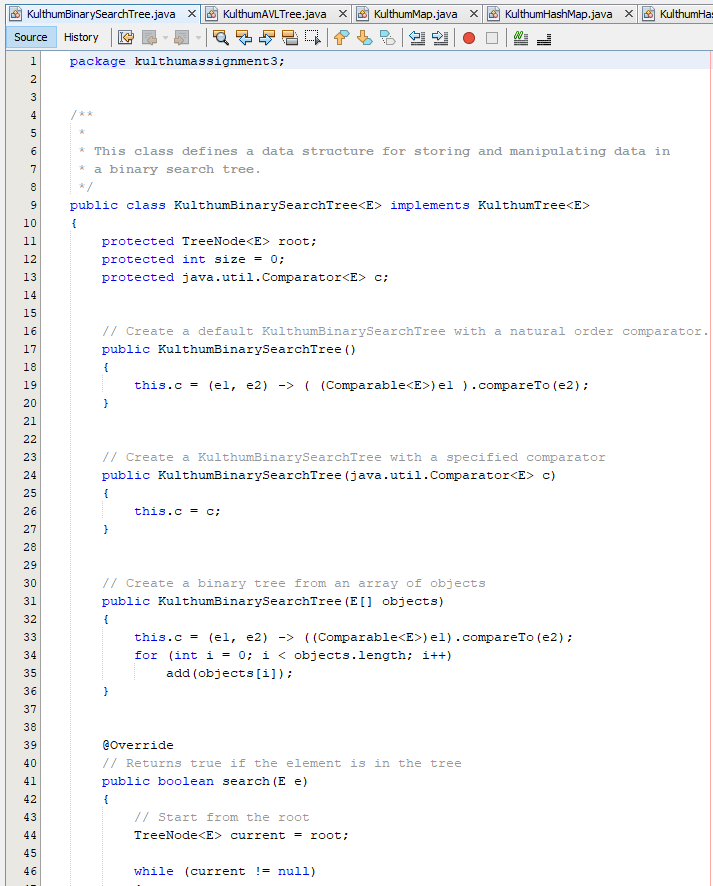 KulthumBinarySearchTree.java
KulthumAVLTree.java
KulthumMap.java
KulthumHashMap.java
KulthumHas
Source
History
1 package kulthumassignment3;
2
3
4 /**
5 *
6 * This class defines a data structure for storing and manipulating data in
7 * a binary search tree.
8 */
9 public class KulthumBinarySearchTree<E> implements KulthumTree<E>
10 {
11 protected TreeNode<E> root;
12 protected int size = 0;
13 protected java.util.Comparator<E> c;
14
15
16 // Create a default KulthumBinarySearchTree with a natural order comparator.
17 public KulthumBinarySearchTree()
18 {
19 this.c = (e1, e2) -> ( (Comparable<E>)e1 ).compareTo(e2);
20 }
21
22
23 // Create a KulthumBinarySearchTree with a specified comparator
24 public KulthumBinarySearchTree(java.util.Comparator<E> c)
25 {
26 this.c = c;
27 }
28
29
30 // Create a binary tree from an array of objects
31 public KulthumBinarySearchTree(E[] objects)
32 {
33 this.c = (e1, e2) -> ((Comparable<E>)e1).compareTo(e2);
34 for (int i = 0; i < objects.length; i++)
35 add(objects[i]);
36 }
37
38
39 @Override
40 // Returns true if the element is in the tree
41 public boolean search(E e)
42 {
43 // Start from the root
44 TreeNode<E> current = root;
45
46 while (current != null)